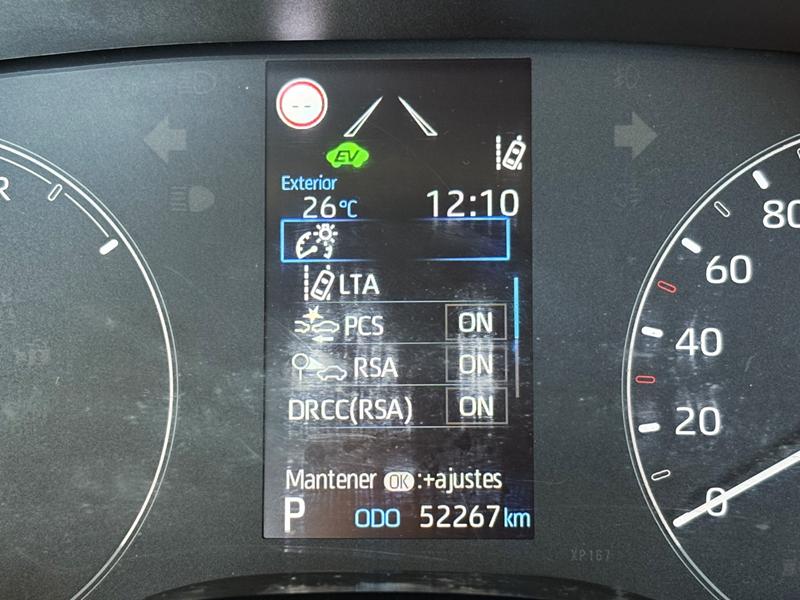 --
EV
Exterior
26°C 12:10
LTA
PCS ON
RSA ON
DRCC(RSA) ON
Mantener OK:+ajustes
P ODO 52267km
R
80
60
40
20
0
XP167